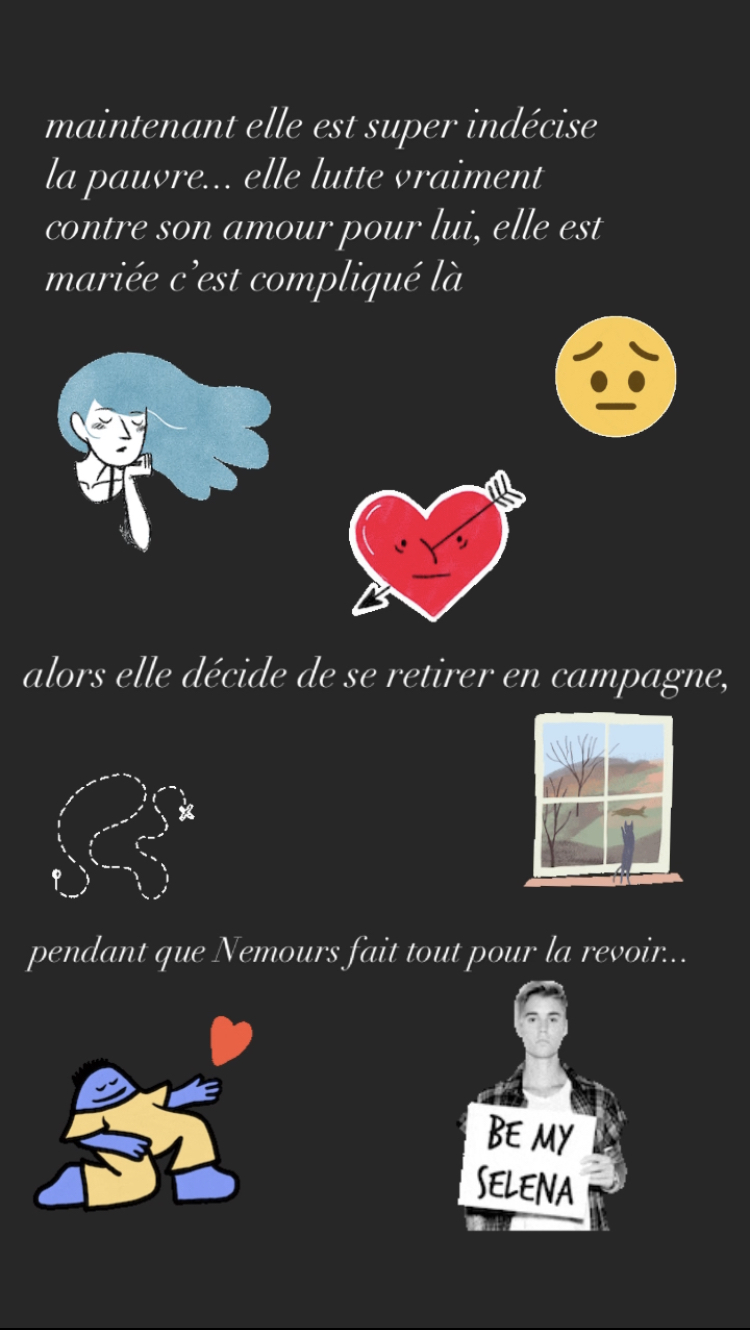 maintenant elle est super indécise
la pauvre... elle lutte vraiment
contre son amour pour lui, elle est
mariée c’est compliqué là
alors elle décide de se retirer en campagne,
pendant que Nemours fait tout pour la revoir...
BE MY
SELENA